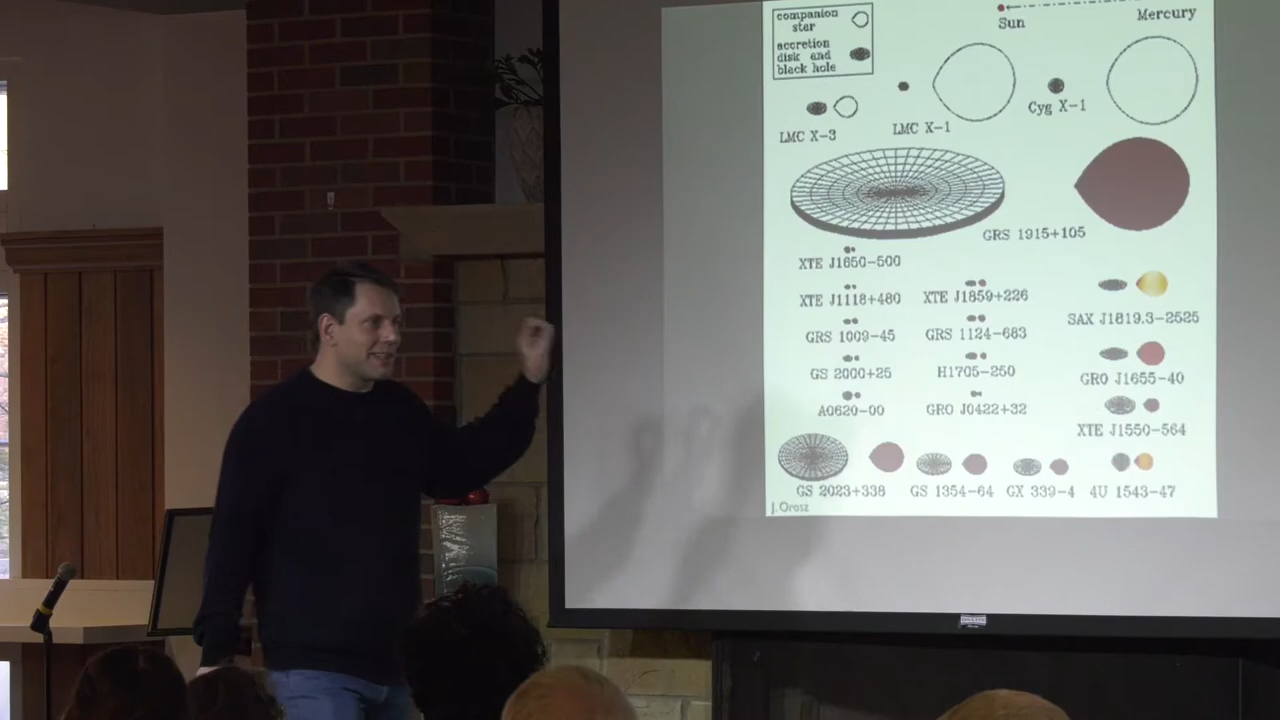 companion
star
accretion
disk and
black hole
Sun
Mercury
LMC X-3
LMC X-1
Cyg X-1
GRS 1915+105
XTE J1650-500
XTE J1118+480
XTE J1859+226
SAX J1819.3-2525
GRS 1009-45
GRS 1124-683
GRO J1655-40
GS 2000+25
H1705-250
XTE J1550-564
A0620-00
GRO J0422+32
GS 2023+338
GS 1354-64
GX 339-4
4U 1543-47
J. Orosz